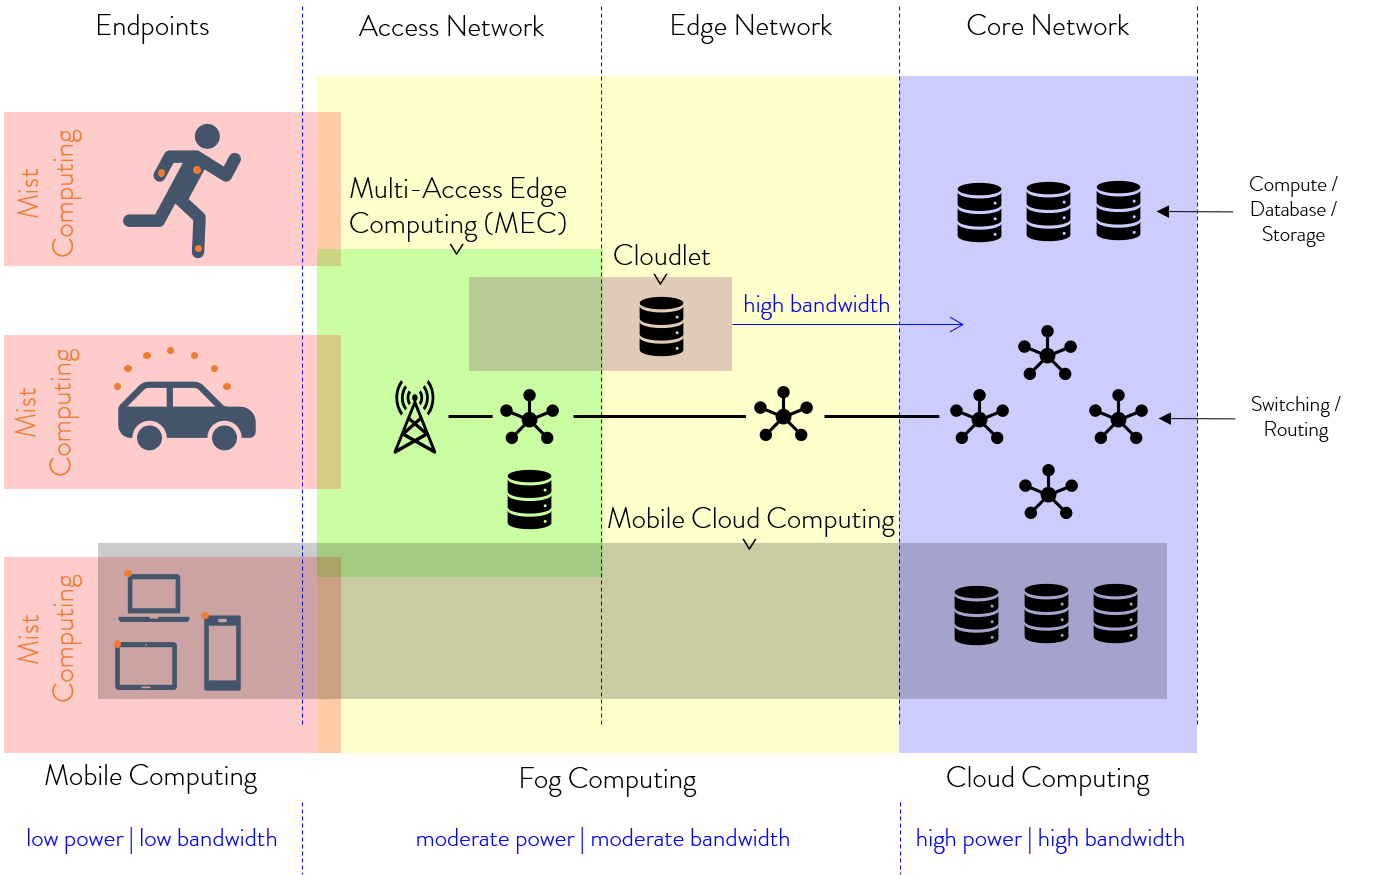 Endpoints
Access Network
Edge Network
Core Network
Mist
Computing
Multi-Access Edge
Computing (MEC)
Cloudlet
high bandwidth
Compute /
Database /
Storage
Mist
Computing
Switching /
Routing
Mobile Cloud Computing
Mist
Computing
Mobile Computing
Fog Computing
Cloud Computing
low power | low bandwidth
moderate power | moderate bandwidth
high power | high bandwidth